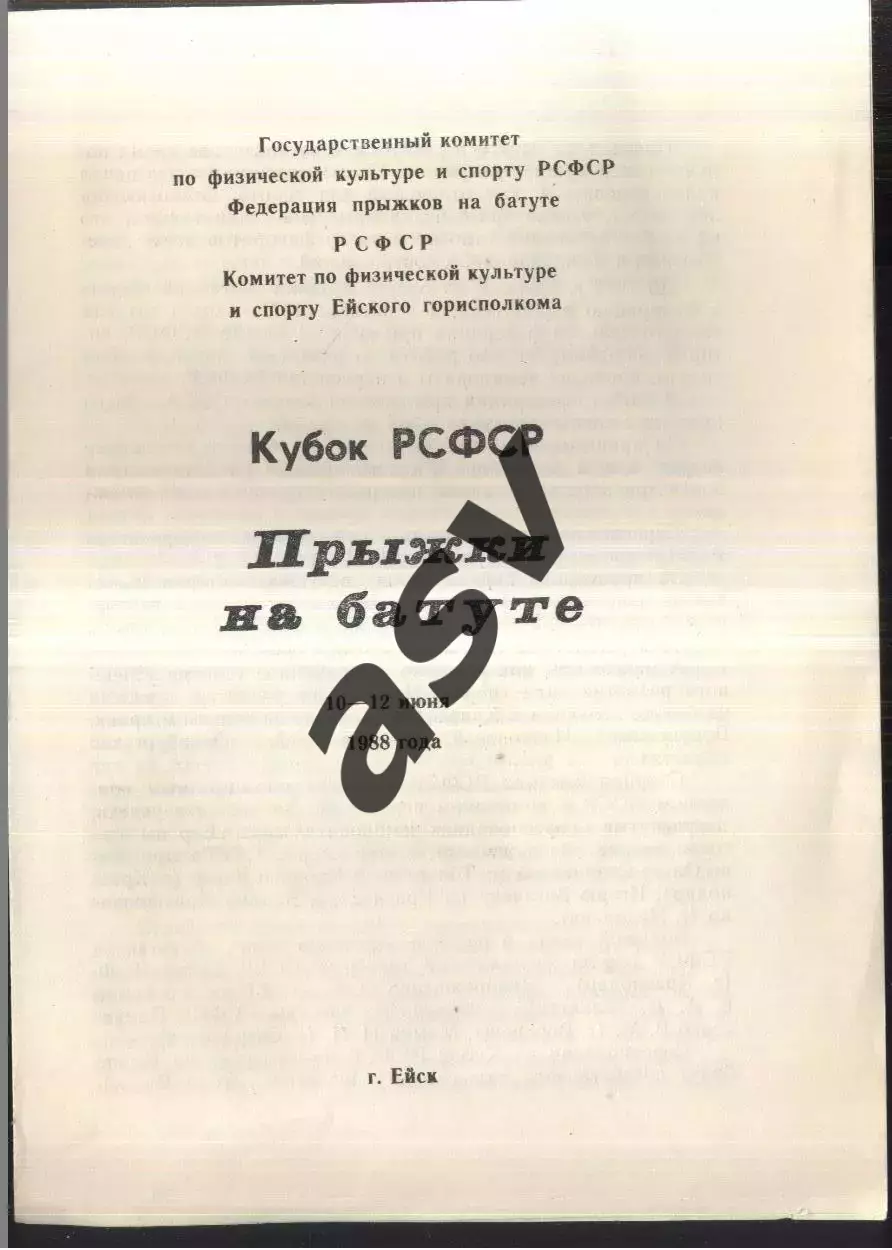 Государственный комитет
по физической культуре и спорту РСФСР
Федерация прыжков на батуте
РСФСР
Комитет по физической культуре
и спорту Ейского горисполкома
Кубок РСФСР
Прыжки
на батуте
10—12 июня
1988 года
asv
г. Ейск